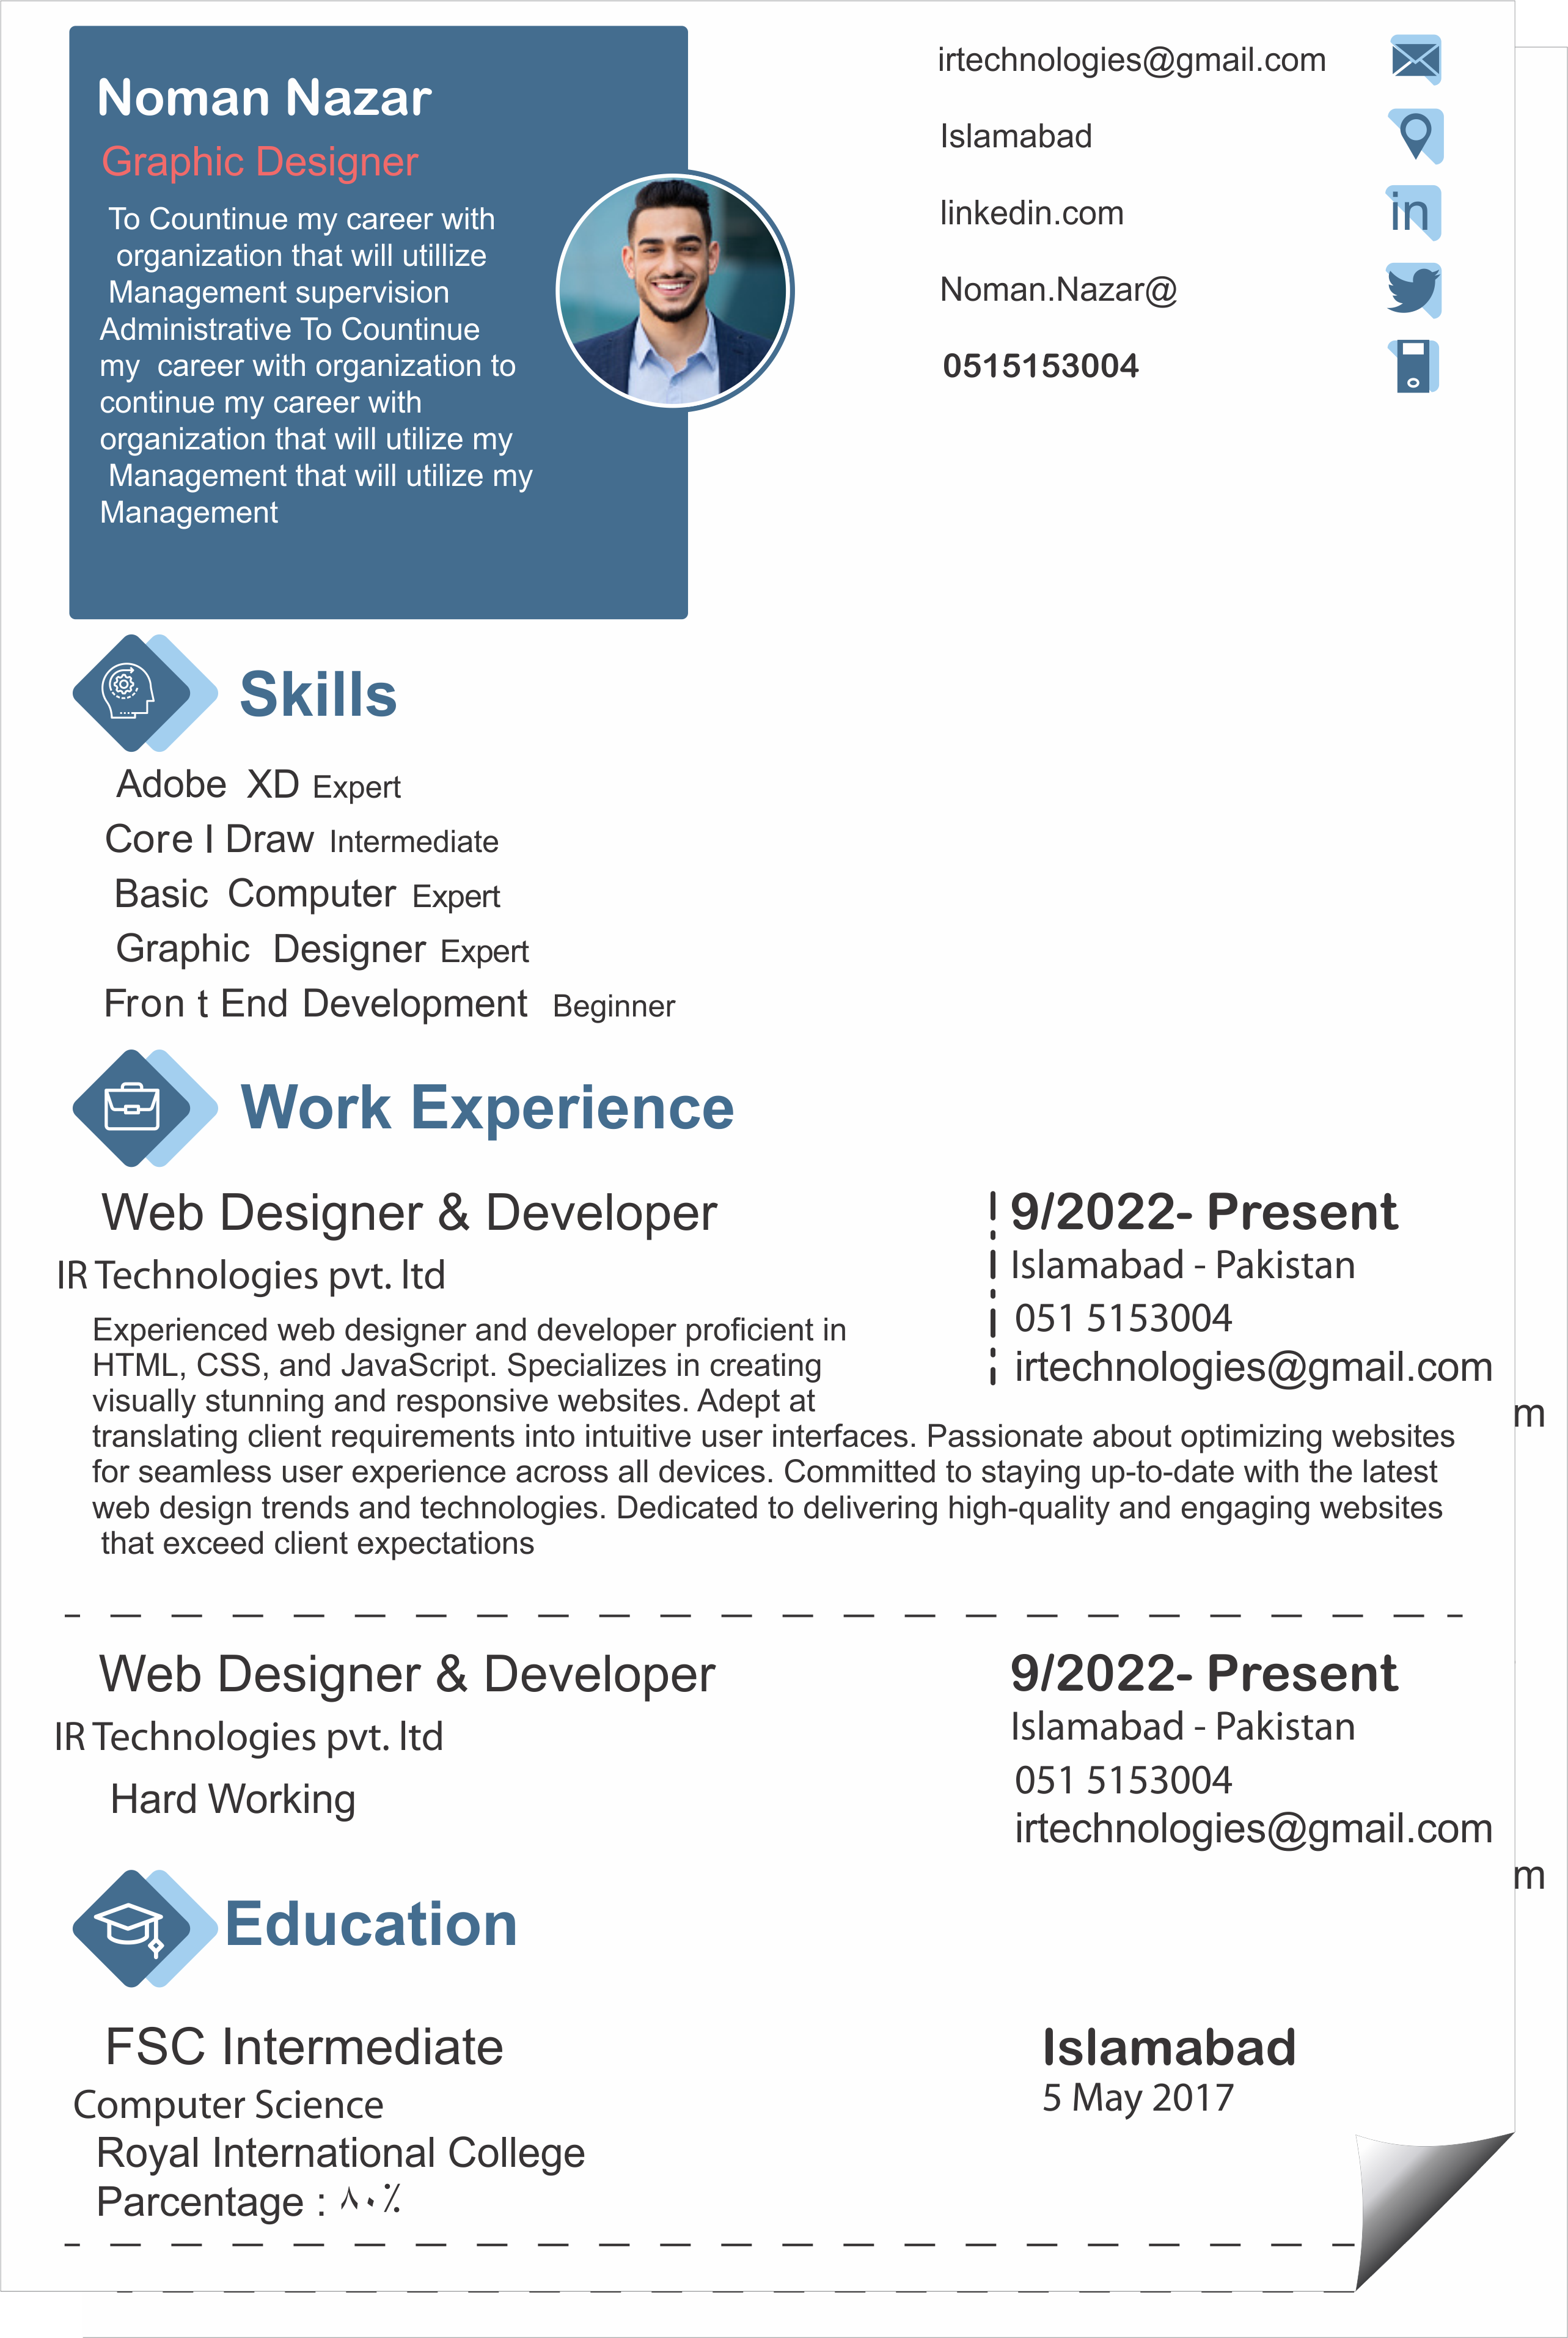 Noman Nazar
Graphic Designer
To Countinue my career with
organization that will utillize
Management supervision
Administrative To Countinue
my career with organization to
continue my career with
organization that will utilize my
Management that will utilize my
Management
irtechnologies@gmail.com
Islamabad
linkedin.com
in
Noman.Nazar@
0515153004
Skills
Adobe XD Expert
Core l Draw Intermediate
Basic Computer Expert
Graphic Designer Expert
Fron t End Development Beginner
Work Experience
Web Designer & Developer
IR Technologies pvt. ltd
9/2022- Present
Islamabad - Pakistan
051 5153004
irtechnologies@gmail.com
m
Experienced web designer and developer proficient in
HTML, CSS, and JavaScript. Specializes in creating
visually stunning and responsive websites. Adept at
translating client requirements into intuitive user interfaces. Passionate about optimizing websites
for seamless user experience across all devices. Committed to staying up-to-date with the latest
web design trends and technologies. Dedicated to delivering high-quality and engaging websites
that exceed client expectations
Web Designer & Developer
IR Technologies pvt. ltd
Hard Working
9/2022- Present
Islamabad - Pakistan
051 5153004
irtechnologies@gmail.com
m
Education
FSC Intermediate
Computer Science
Royal International College
Parcentage : ٨٠٪
Islamabad
5 May 2017